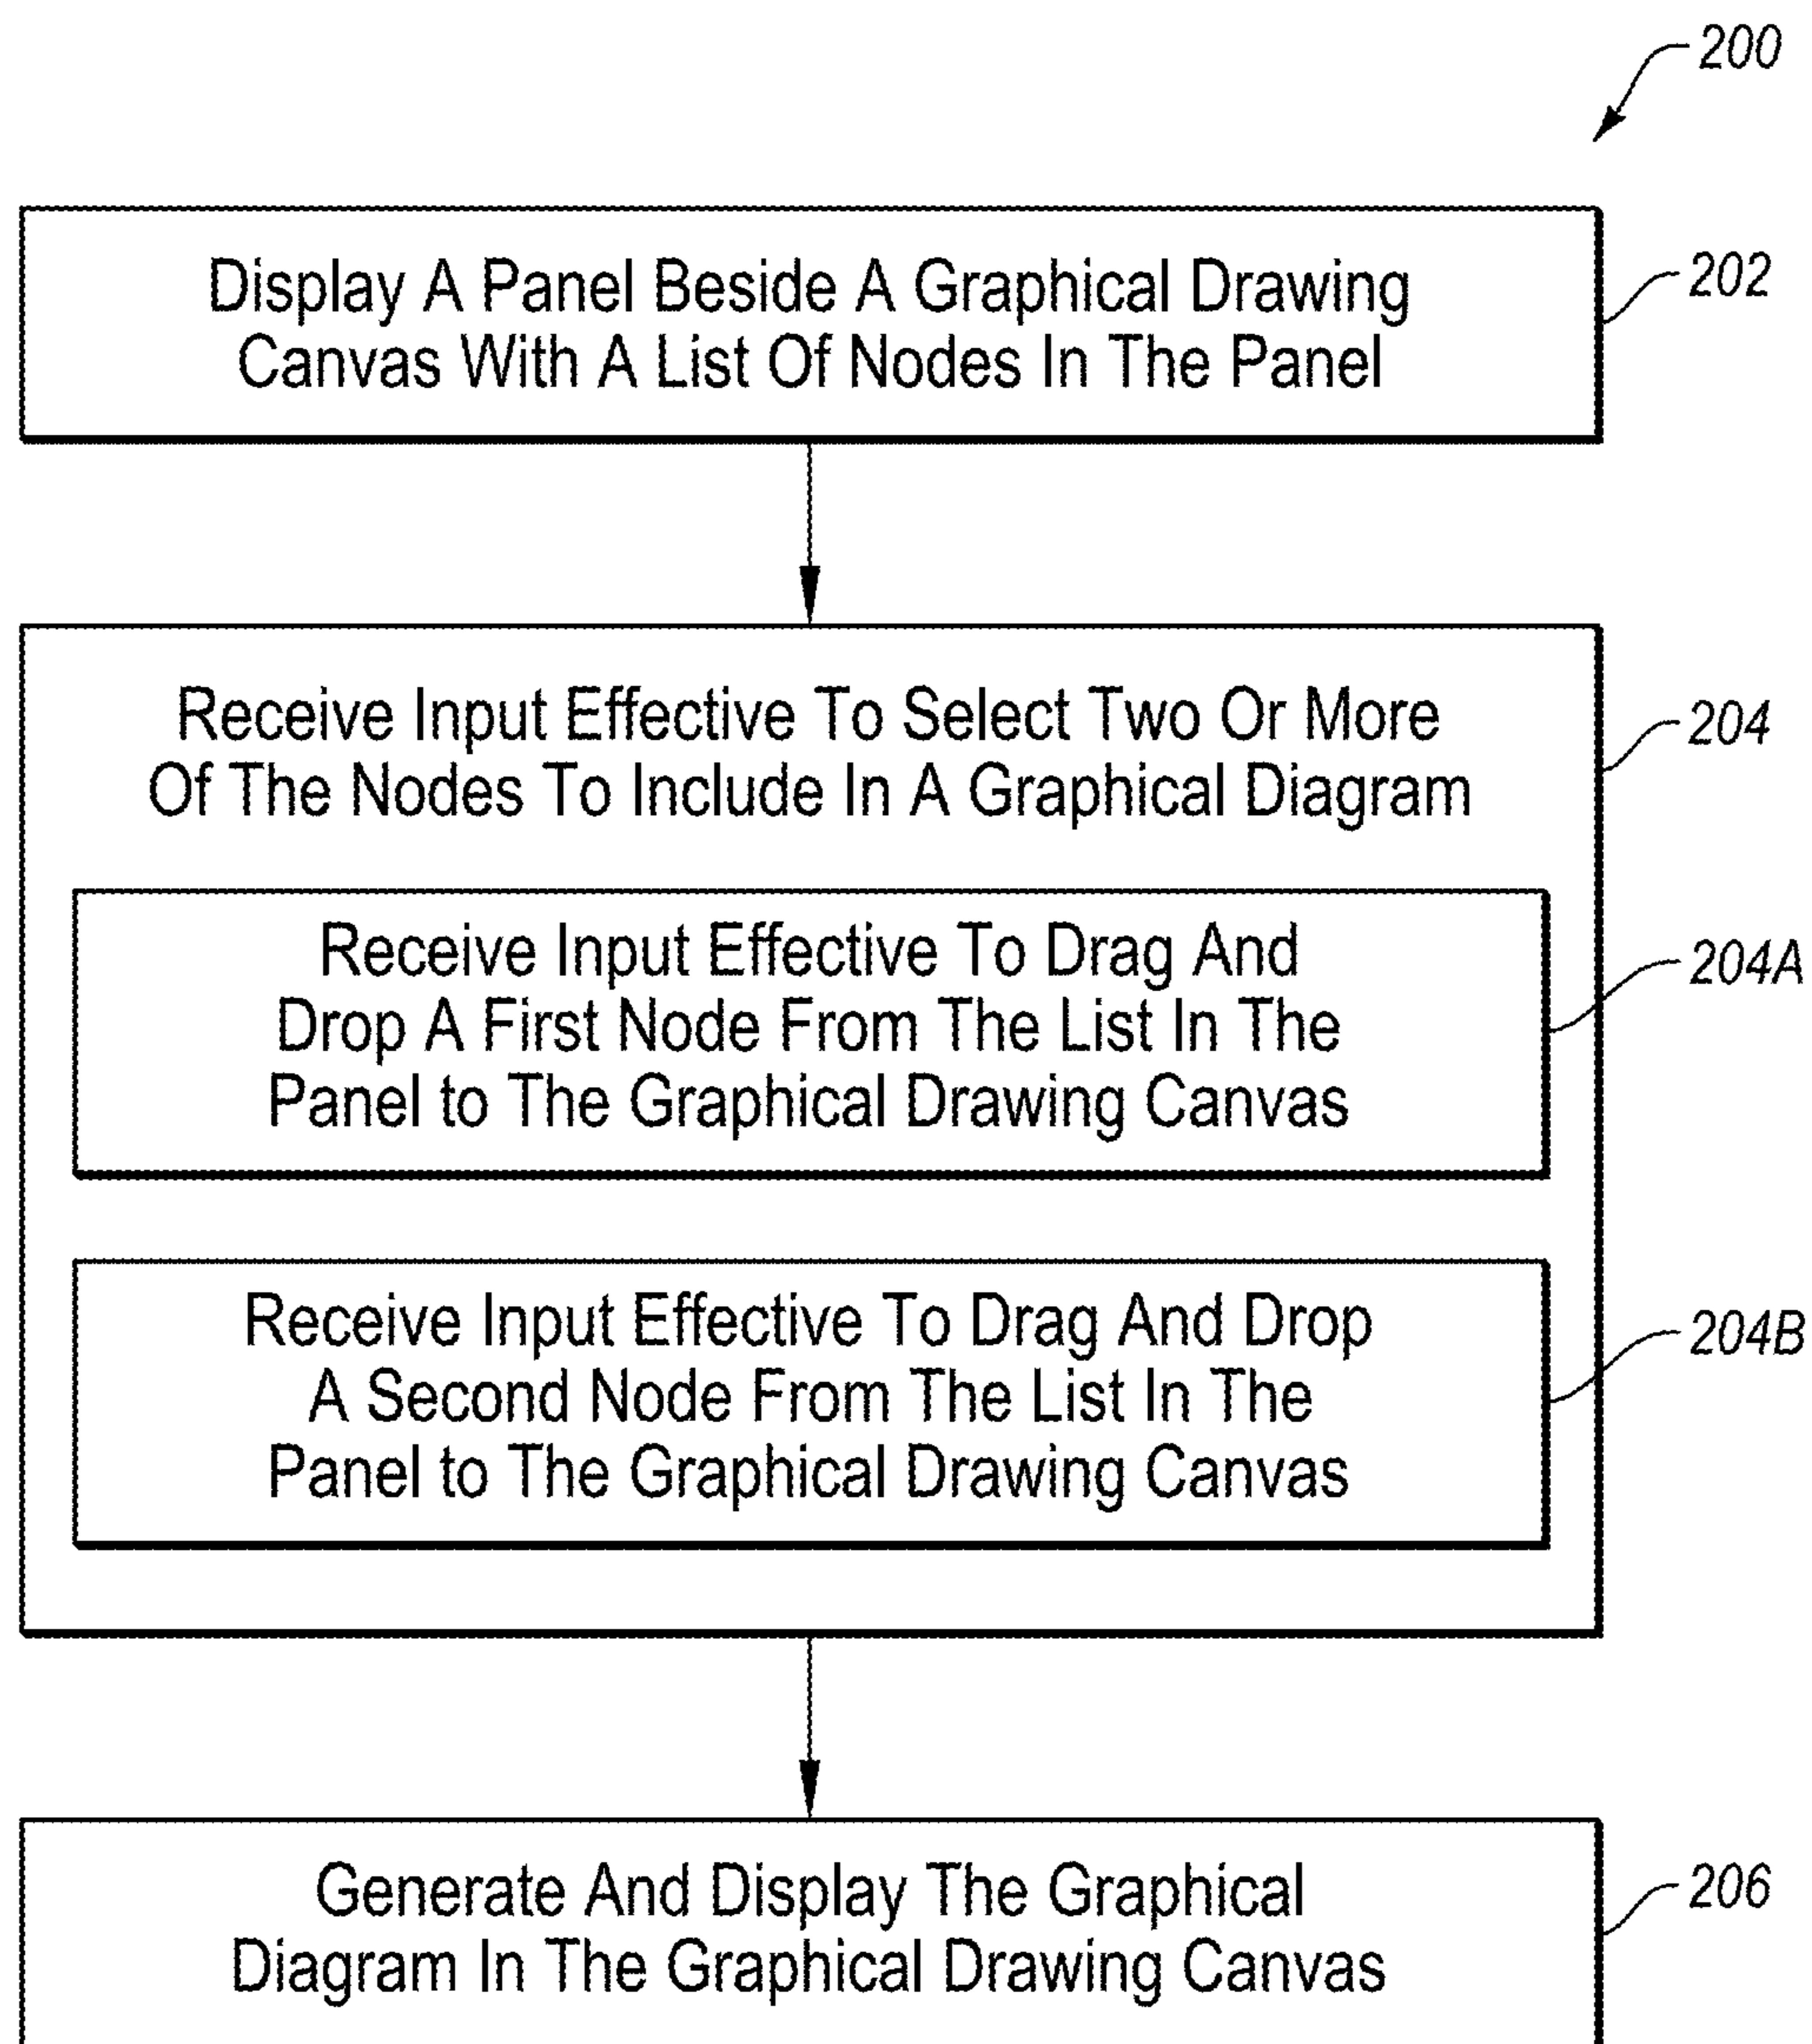 200
Display A Panel Beside A Graphical Drawing
Canvas With A List Of Nodes In The Panel
202
Receive Input Effective To Select Two Or More
Of The Nodes To Include In A Graphical Diagram
204
Receive Input Effective To Drag And
Drop A First Node From The List In The
Panel to The Graphical Drawing Canvas
204A
Receive Input Effective To Drag And Drop
A Second Node From The List In The
Panel to The Graphical Drawing Canvas
204B
Generate And Display The Graphical
Diagram In The Graphical Drawing Canvas
206